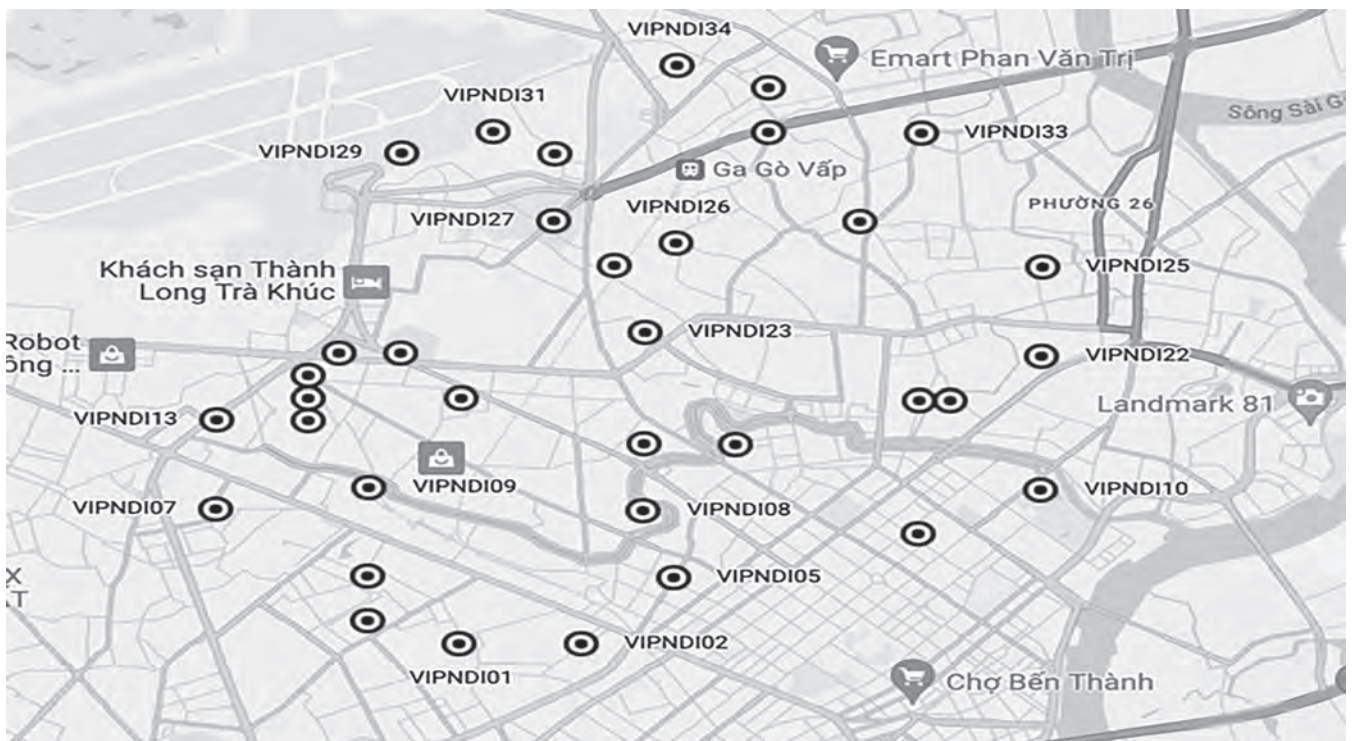 VIPNDI34
Emart Phan Văn Trị
VIPNDI31
Sông Sài G
VIPNDI29
VIPNDI33
Ga Gò Vấp
VIPNDI26
PHƯỜNG 26
VIPNDI27
Khách sạn Thành
Long Trà Khúc
VIPNDI25
VIPNDI23
Robot
ông ...
VIPNDI22
Landmark 81
VIPNDI13
VIPNDI09
VIPNDI10
VIPNDI07
VIPNDI08
VIPNDI05
X
T
VIPNDI02
VIPNDI01
Chợ Bến Thành